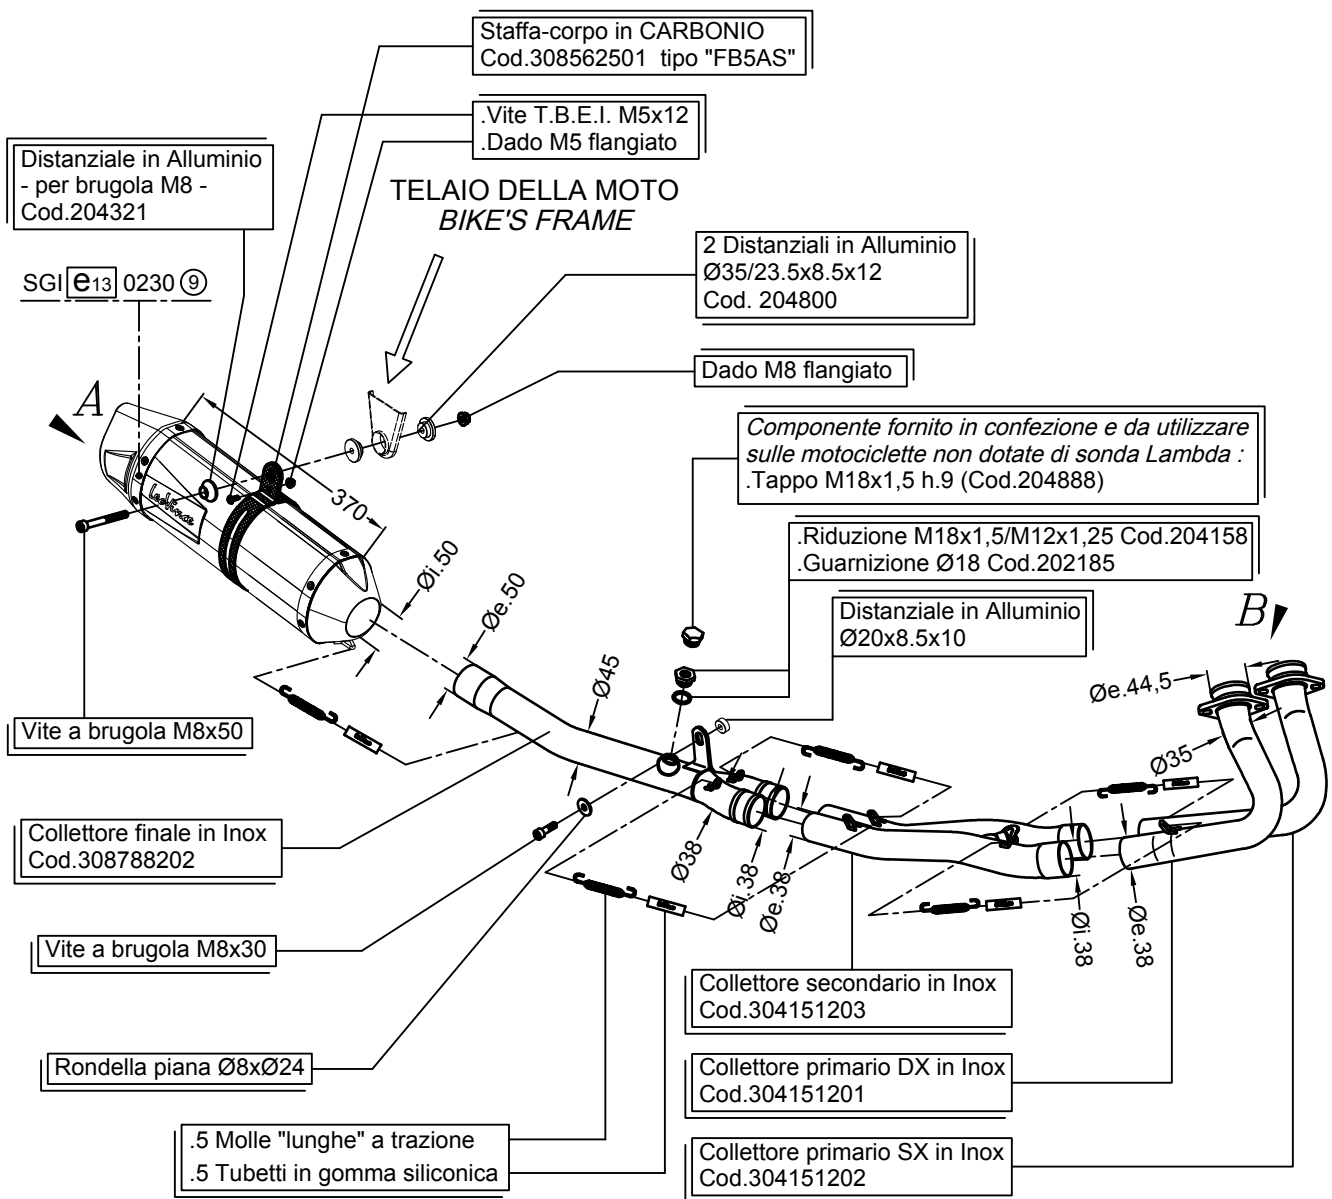 Staffa-corpo in CARBONIO
Cod.308562501 tipo "FB5AS"
.Vite T.B.E.I. M5x12
.Dado M5 flangiato
Distanziale in Alluminio
- per brugola M8 -
Cod.204321
TELAIO DELLA MOTO
BIKE'S FRAME
2 Distanziali in Alluminio
Ø35/23.5x8.5x12
Cod. 204800
SGI e13 0230 9
Dado M8 flangiato
A
Componente fornito in confezione e da utilizzare
sulle motociclette non dotate di sonda Lambda :
.Tappo M18x1,5 h.9 (Cod.204888)
LeoVince
370
.Riduzione M18x1,5/M12x1,25 Cod.204158
.Guarnizione Ø18 Cod.202185
Øi.50
Øe.50
Distanziale in Alluminio
Ø20x8.5x10
B
Ø45
Øe.44,5
Vite a brugola M8x50
Ø35
Collettore finale in Inox
Cod.308788202
Ø38
Øi.38
Øe.38
Øi.38
Øe.38
Vite a brugola M8x30
Collettore secondario in Inox
Cod.304151203
Rondella piana Ø8xØ24
Collettore primario DX in Inox
Cod.304151201
.5 Molle "lunghe" a trazione
.5 Tubetti in gomma siliconica
Collettore primario SX in Inox
Cod.304151202